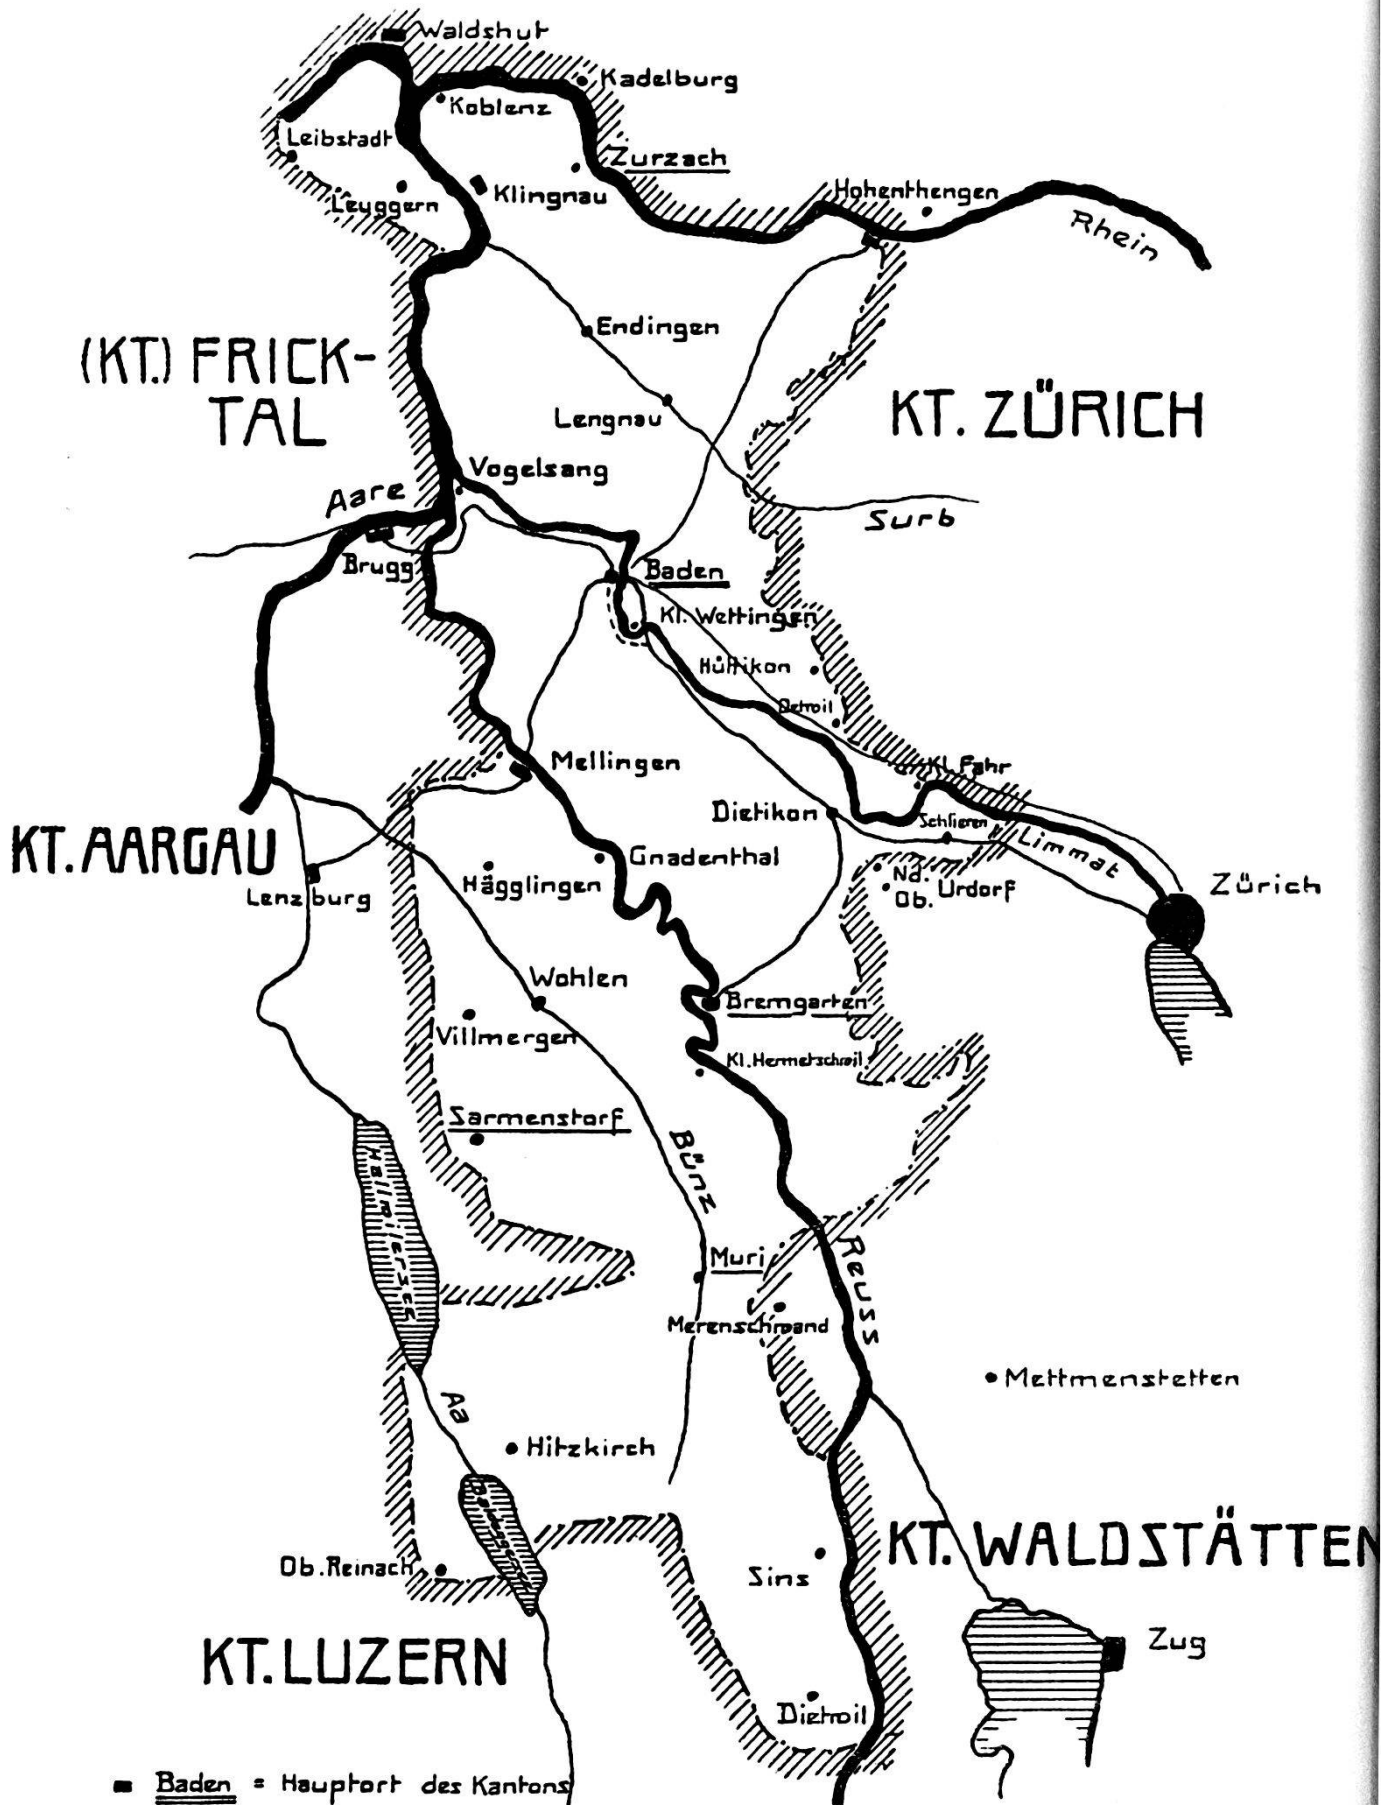 Waldshut
Kadelburg
Koblenz
Leibstadt
Zurzach
Klingnau
Hohenthengen
Leuggern
Rhein
Endingen
(KT.) FRICK-
TAL
KT. ZÜRICH
Lengnau
Vogelsang
Aare
Surb
Brugg
Baden
Kl. Wettingen
Hüttikon
Oetwil
Mellingen
Kl. Fahr
Dietikon
Schlieren
Limmat
KT. AARGAU
Gnadenthal
Hägglingen
Nd.
Ob. Urdorf
Zürich
Lenzburg
Wohlen
Bremgarten
Villmergen
Kl. Hermetschwil
Sarmenstorf
Bünz
Hallwilersee
Muri
Reuss
Merenschwand
Mettmenstetten
Aa
Hitzkirch
Baldeggersee
KT. WALDSTÄTTEN
Ob. Reinach
Sins
KT. LUZERN
Zug
Dietwil
Baden = Hauptort des Kantons